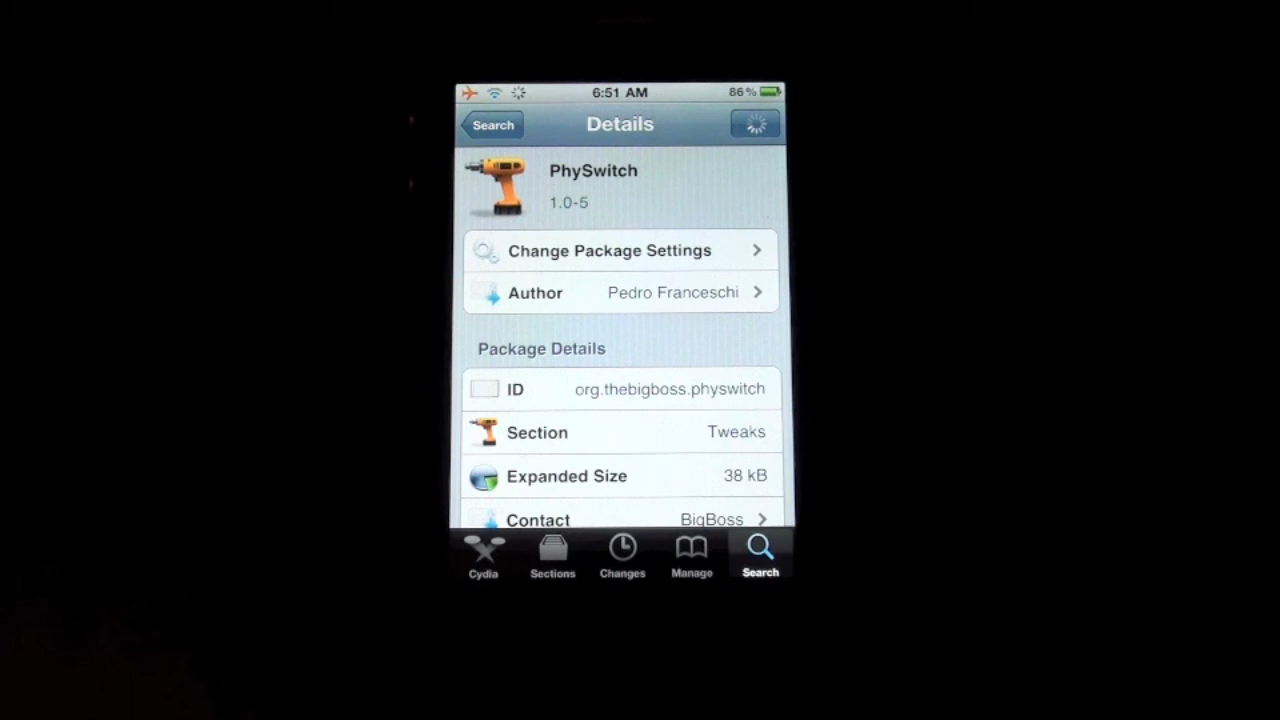 6:51 AM 86%
Search Details
PhySwitch
1.0-5
Change Package Settings
Author Pedro Franceschi
Package Details
ID org.thebigboss.physwitch
Section Tweaks
Expanded Size 38 kB
Contact BigBoss
Cydia Sections Changes Manage Search